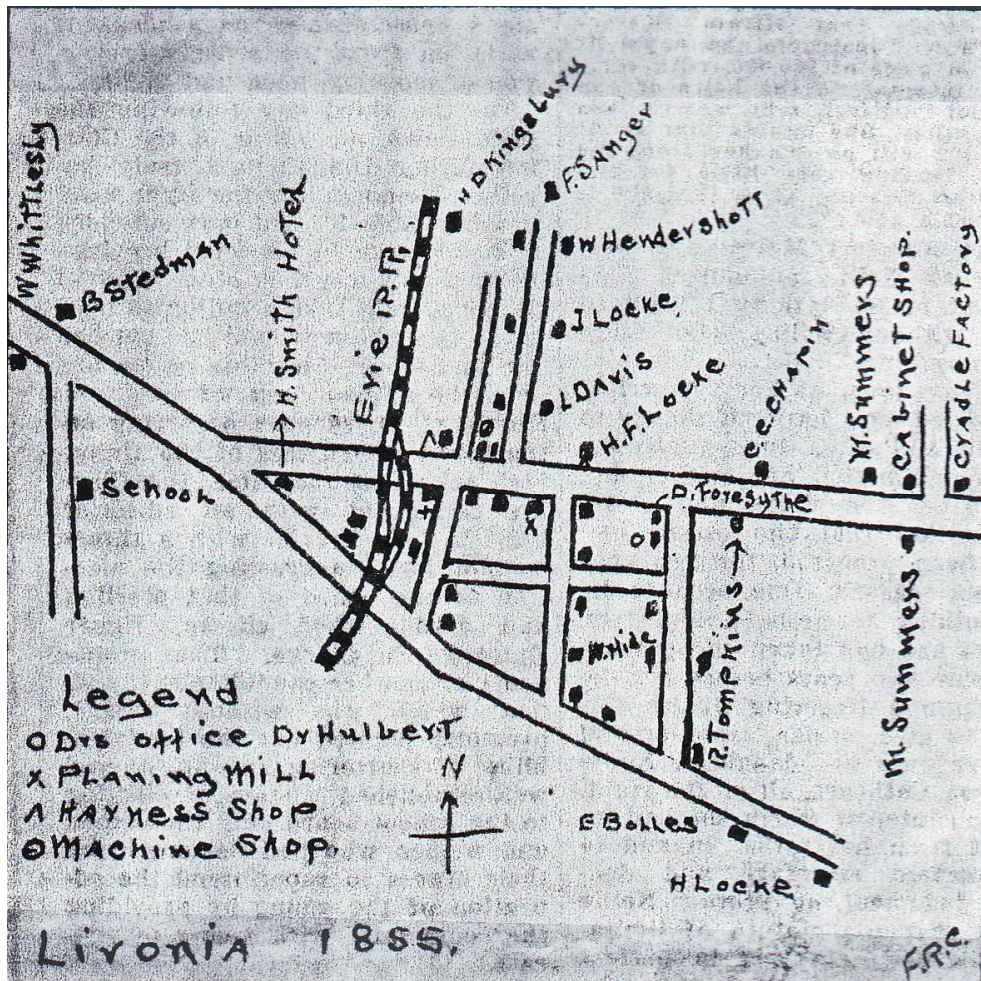 W Whittlesby
B Stedman
H. Smith Hotel
Erie R.R.
H D Kingsbury
F. Sanger
W Hendershott
J Locke
L Davis
H. F. Locke
C. C. Chapin
W. Summers
Cabinet Shop.
Cradle Factory
School
D. Foresythe
W. Hide
R. Tompkins
M. Summers
E Bolles
H Locke
Legend
O Drs office Dr Hulbert
x Planing Mill
^ Harness Shop
Machine Shop.
N
Livonia 1855.
F.R.C.